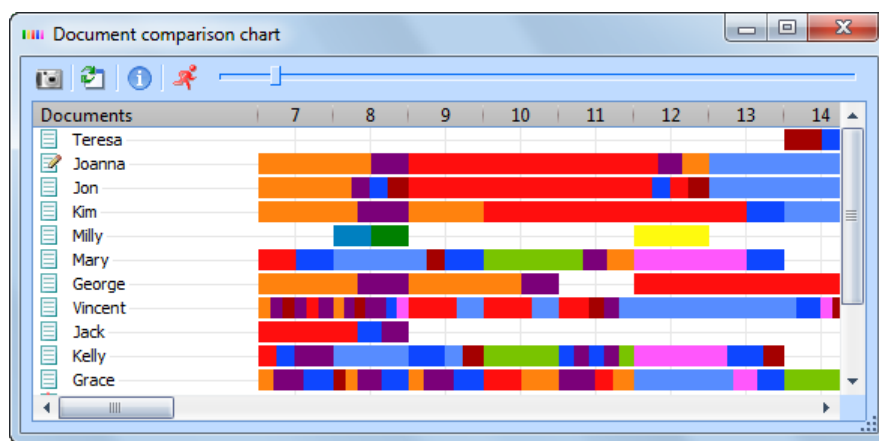 Document comparison chart
Documents 7 8 9 10 11 12 13 14
Teresa
Joanna
Jon
Kim
Milly
Mary
George
Vincent
Jack
Kelly
Grace